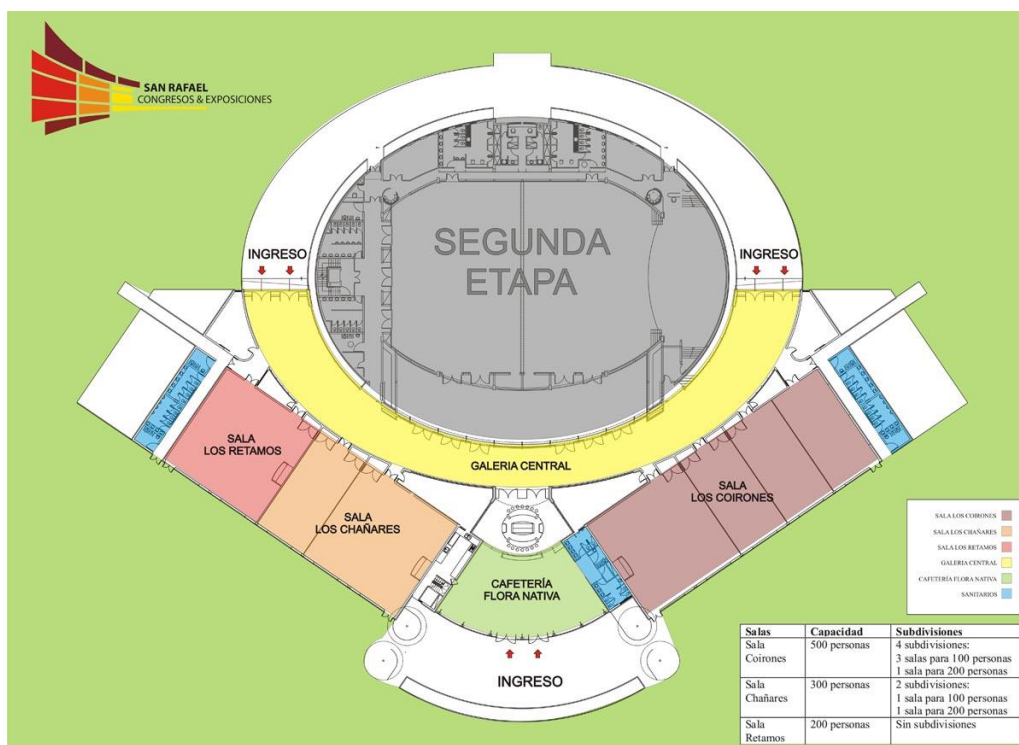 SAN RAFAEL
CONGRESOS & EXPOSICIONES
INGRESO
INGRESO
SEGUNDA
ETAPA
SALA
LOS RETAMOS
GALERIA CENTRAL
SALA
LOS COIRONES
SALA
LOS CHAÑARES
CAFETERÍA
FLORA NATIVA
INGRESO
SALA LOS COIRONES
SALA LOS CHAÑARES
SALA LOS RETAMOS
GALERIA CENTRAL
CAFETERÍA FLORA NATIVA
SANITARIOS
Salas Capacidad Subdivisiones
Sala Coirones 500 personas 4 subdivisiones:
3 salas para 100 personas
1 sala para 200 personas
Sala Chañares 300 personas 2 subdivisiones:
1 sala para 100 personas
1 sala para 200 personas
Sala Retamos 200 personas Sin subdivisiones